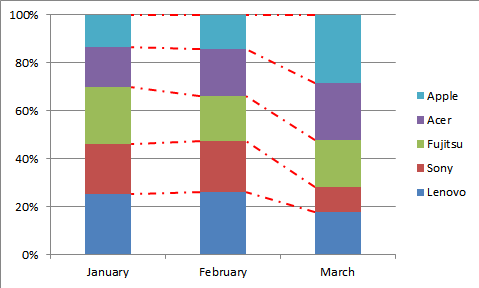 100%
80%
60%
40%
20%
0%
January February March
Apple
Acer
Fujitsu
Sony
Lenovo